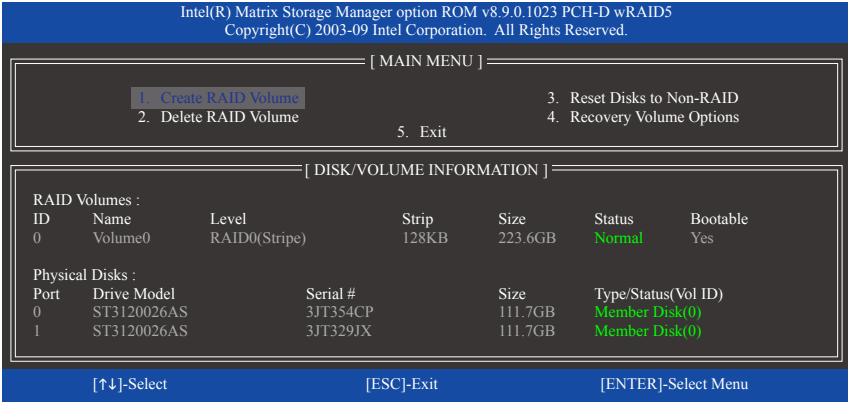 Intel(R) Matrix Storage Manager option ROM v8.9.0.1023 PCH-D wRAID5
Copyright(C) 2003-09 Intel Corporation. All Rights Reserved.
[ MAIN MENU ]
1. Create RAID Volume 3. Reset Disks to Non-RAID
2. Delete RAID Volume 4. Recovery Volume Options
5. Exit
[ DISK/VOLUME INFORMATION ]
RAID Volumes :
ID Name Level Strip Size Status Bootable
0 Volume0 RAID0(Stripe) 128KB 223.6GB Normal Yes
Physical Disks :
Port Drive Model Serial # Size Type/Status(Vol ID)
0 ST3120026AS 3JT354CP 111.7GB Member Disk(0)
1 ST3120026AS 3JT329JX 111.7GB Member Disk(0)
[↑↓]-Select [ESC]-Exit [ENTER]-Select Menu